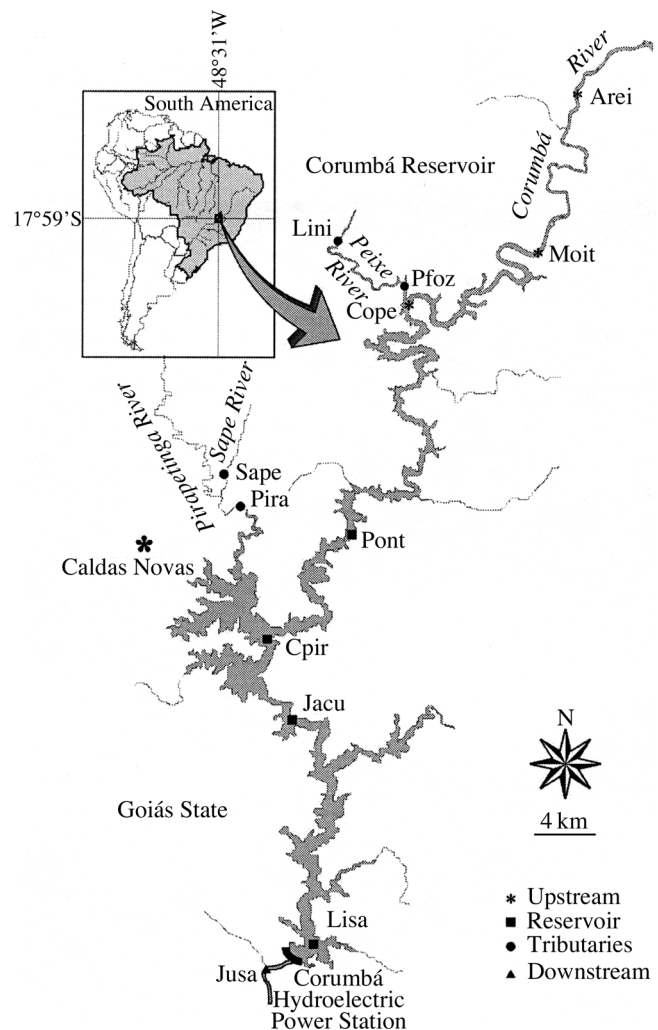 48°31'W
South America
17°59'S
River
Arei
Corumbá
Corumbá Reservoir
Lini
Peixe
River
Moit
Pfoz
Cope
Pirapetinga River
Sape River
Sape
Pira
Caldas Novas
Pont
Cpir
Jacu
N
4 km
Goiás State
Upstream
Reservoir
Tributaries
Downstream
Lisa
Jusa
Corumbá
Hydroelectric
Power Station